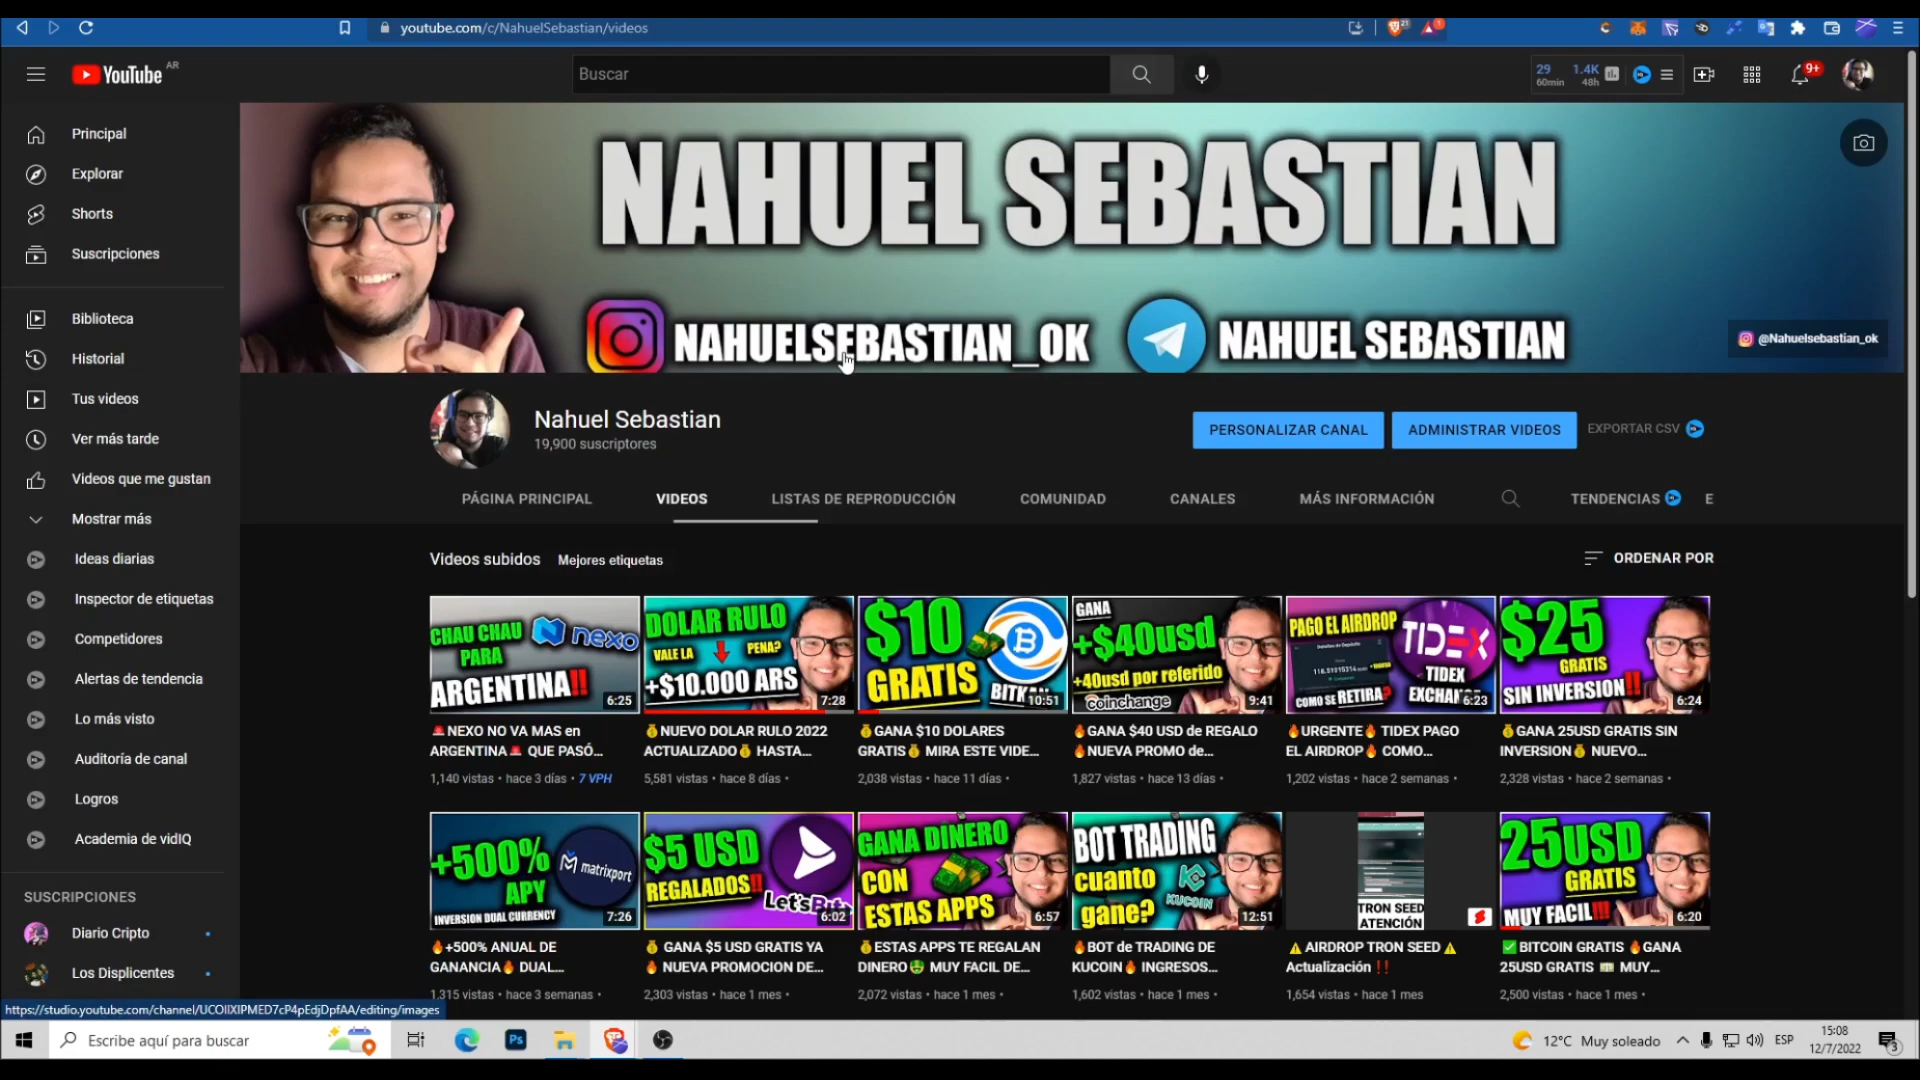 youtube.com/c/NahuelSebastian/videos
21
1
YouTube AR
Buscar
29
60min
1.4K
48h
9+
Principal
Explorar
Shorts
Suscripciones
Biblioteca
Historial
Tus videos
Ver más tarde
Videos que me gustan
Mostrar más
Ideas diarias
Inspector de etiquetas
Competidores
Alertas de tendencia
Lo más visto
Auditoría de canal
Logros
Academia de vidIQ
SUSCRIPCIONES
Diario Cripto
Los Displicentes
NAHUEL SEBASTIAN
NAHUELSEBASTIAN_OK
NAHUEL SEBASTIAN
@Nahuelsebastian_ok
Nahuel Sebastian
19,900 suscriptores
PERSONALIZAR CANAL
ADMINISTRAR VIDEOS
EXPORTAR CSV
PÁGINA PRINCIPAL
VIDEOS
LISTAS DE REPRODUCCIÓN
COMUNIDAD
CANALES
MÁS INFORMACIÓN
TENDENCIAS
E
Videos subidos
Mejores etiquetas
ORDENAR POR
CHAU CHAU
PARA
ARGENTINA!!
nexo
6:25
🚨NEXO NO VA MAS en
ARGENTINA🚨 QUE PASÓ...
1,140 vistas • hace 3 días • 7 VPH
DOLAR RULO
VALE LA PENA?
+$10.000 ARS
7:28
💰NUEVO DOLAR RULO 2022
ACTUALIZADO💰 HASTA...
5,581 vistas • hace 8 días •
$10
GRATIS
10:51
💰GANA $10 DOLARES
GRATIS💰 MIRA ESTE VIDE...
2,038 vistas • hace 11 días •
GANA
+$40usd
+40usd por referido
Coinchange
9:41
🔥GANA $40 USD de REGALO
🔥NUEVA PROMO de...
1,827 vistas • hace 13 días •
PAGO EL AIRDROP
TIDEX
COMO SE RETIRA?
TIDEX
6:23
🔥URGENTE🔥 TIDEX PAGO
EL AIRDROP🔥 COMO...
1,202 vistas • hace 2 semanas •
$25
GRATIS
SIN INVERSION!!
6:24
💰GANA 25USD GRATIS SIN
INVERSION💰 NUEVO...
2,328 vistas • hace 2 semanas •
+500%
APY
matrixport
INVERSION DUAL CURRENCY
7:26
🔥+500% ANUAL DE
GANANCIA🔥 DUAL...
1,315 vistas • hace 3 semanas •
$5 USD
REGALADOS!!
6:02
💰 GANA $5 USD GRATIS YA
🔥 NUEVA PROMOCION DE...
2,303 vistas • hace 1 mes •
GANA DINERO
CON
ESTAS APPS
6:57
💰ESTAS APPS TE REGALAN
DINERO🤑 MUY FACIL DE...
2,072 vistas • hace 1 mes •
BOT TRADING
cuanto
gane?
KUCOIN
12:51
🔥BOT de TRADING DE
KUCOIN🔥 INGRESOS...
1,602 vistas • hace 1 mes •
TRON SEED
ATENCIÓN
⚠️AIRDROP TRON SEED⚠️
Actualización ‼️
1,654 vistas • hace 1 mes
25USD
GRATIS
MUY FACIL!!!
6:20
✅BITCOIN GRATIS 🔥GANA
25USD GRATIS 💵 MUY...
2,500 vistas • hace 1 mes •
https://studio.youtube.com/channel/UCOIIXIPMED7cP4pEdjDpfAA/editing/images
Escribe aquí para buscar
Ps
12°C Muy soleado
ESP
15:08
12/7/2022
3